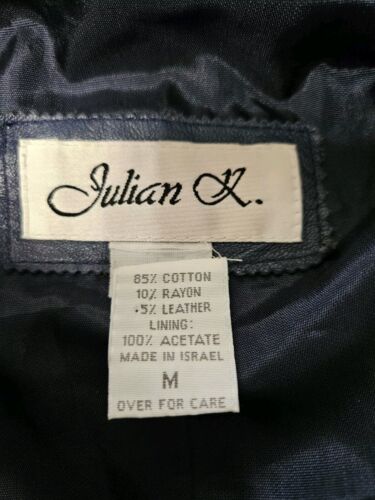 Julian K.
85% COTTON
10% RAYON
.5% LEATHER
LINING:
100% ACETATE
MADE IN ISRAEL
M
OVER FOR CARE